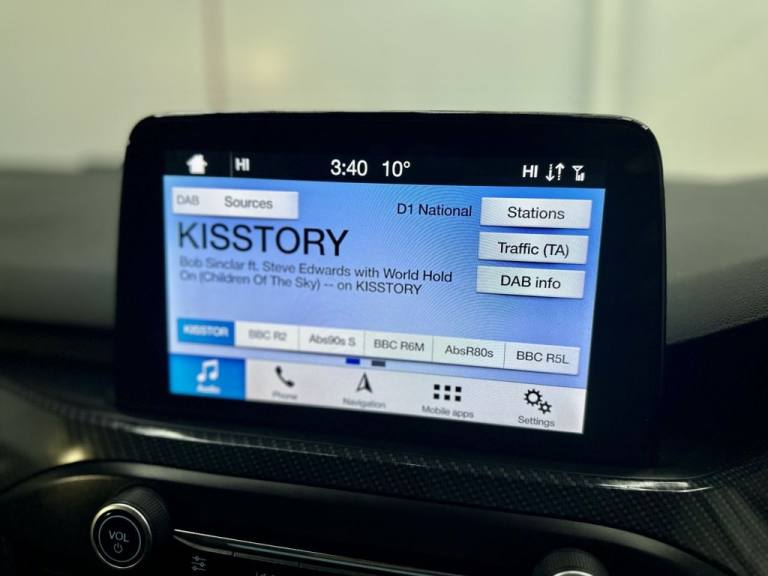 HI 3:40 10° HI
DAB Sources
D1 National
Stations
KISSTORY
Traffic (TA)
Bob Sinclar ft. Steve Edwards with World Hold
On (Children Of The Sky) -- on KISSTORY
DAB info
KISSTOR BBC R2 Abs90s S BBC R6M AbsR80s BBC R5L
Audio Phone Navigation Mobile apps Settings
VOL